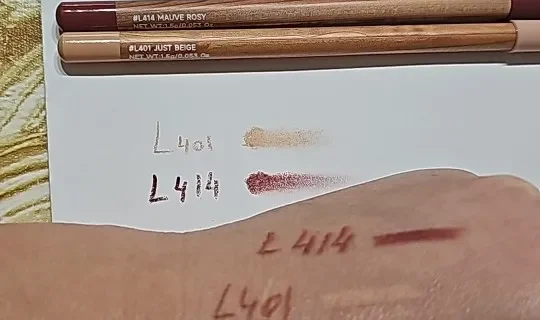 #L414 MAUVE ROSY
NET WT:1.5g/0.053 Oz
#L401 JUST BEIGE
NET WT:1.5g/0.053 Oz
L401
L414
L414
L401